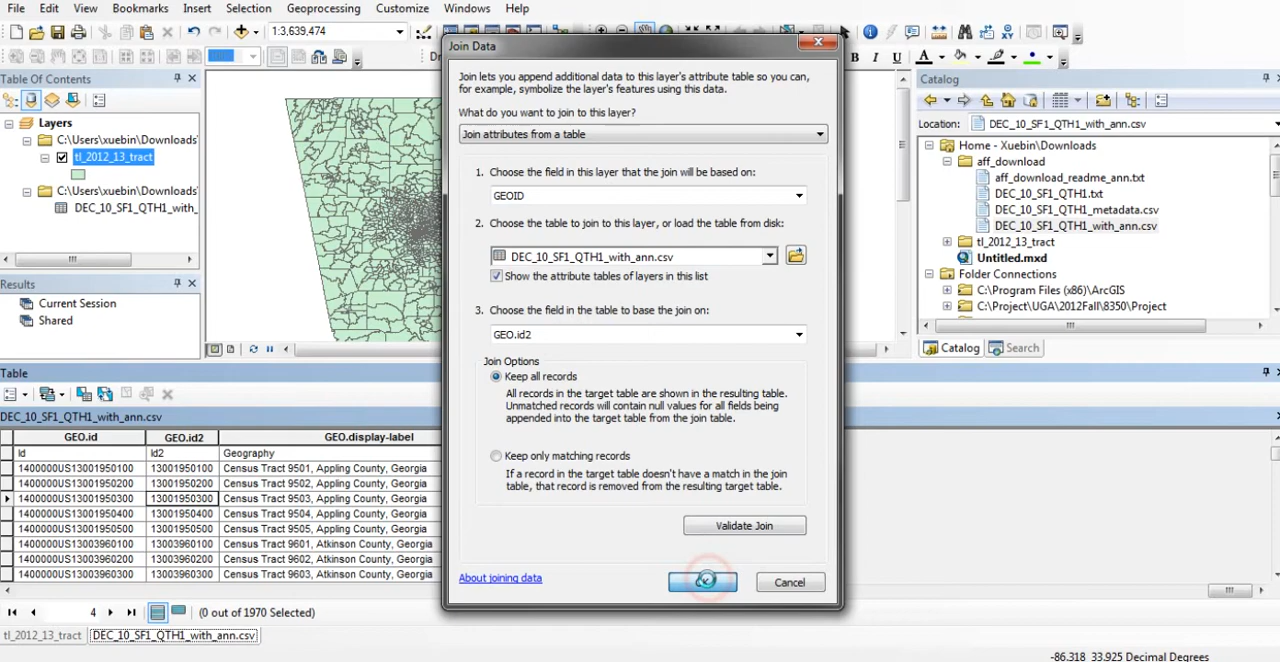 File Edit View Bookmarks Insert Selection Geoprocessing Customize Windows Help
1:3,639,474
B I U A
Table Of Contents
Layers
C:\Users\xuebin\Downloads'
tl_2012_13_tract
C:\Users\xuebin\Downloads'
DEC_10_SF1_QTH1_with_
Results
Current Session
Shared
Join Data
Join lets you append additional data to this layer's attribute table so you can,
for example, symbolize the layer's features using this data.
What do you want to join to this layer?
Join attributes from a table
1. Choose the field in this layer that the join will be based on:
GEOID
2. Choose the table to join to this layer, or load the table from disk:
DEC_10_SF1_QTH1_with_ann.csv
Show the attribute tables of layers in this list
3. Choose the field in the table to base the join on:
GEO.id2
Join Options
Keep all records
All records in the target table are shown in the resulting table.
Unmatched records will contain null values for all fields being
appended into the target table from the join table.
Keep only matching records
If a record in the target table doesn't have a match in the join
table, that record is removed from the resulting target table.
Validate Join
About joining data
Cancel
Catalog
Location: DEC_10_SF1_QTH1_with_ann.csv
Home - Xuebin\Downloads
aff_download
aff_download_readme_ann.txt
DEC_10_SF1_QTH1.txt
DEC_10_SF1_QTH1_metadata.csv
DEC_10_SF1_QTH1_with_ann.csv
tl_2012_13_tract
Untitled.mxd
Folder Connections
C:\Program Files (x86)\ArcGIS
C:\Project\UGA\2012Fall\8350\Project
Catalog Search
Table
DEC_10_SF1_QTH1_with_ann.csv
GEO.id GEO.id2 GEO.display-label
Id Id2 Geography
1400000US13001950100 13001950100 Census Tract 9501, Appling County, Georgia
1400000US13001950200 13001950200 Census Tract 9502, Appling County, Georgia
1400000US13001950300 13001950300 Census Tract 9503, Appling County, Georgia
1400000US13001950400 13001950400 Census Tract 9504, Appling County, Georgia
1400000US13001950500 13001950500 Census Tract 9505, Appling County, Georgia
1400000US13003960100 13003960100 Census Tract 9601, Atkinson County, Georgia
1400000US13003960200 13003960200 Census Tract 9602, Atkinson County, Georgia
1400000US13003960300 13003960300 Census Tract 9603, Atkinson County, Georgia
4 (0 out of 1970 Selected)
tl_2012_13_tract DEC_10_SF1_QTH1_with_ann.csv
-86.318 33.925 Decimal Degrees